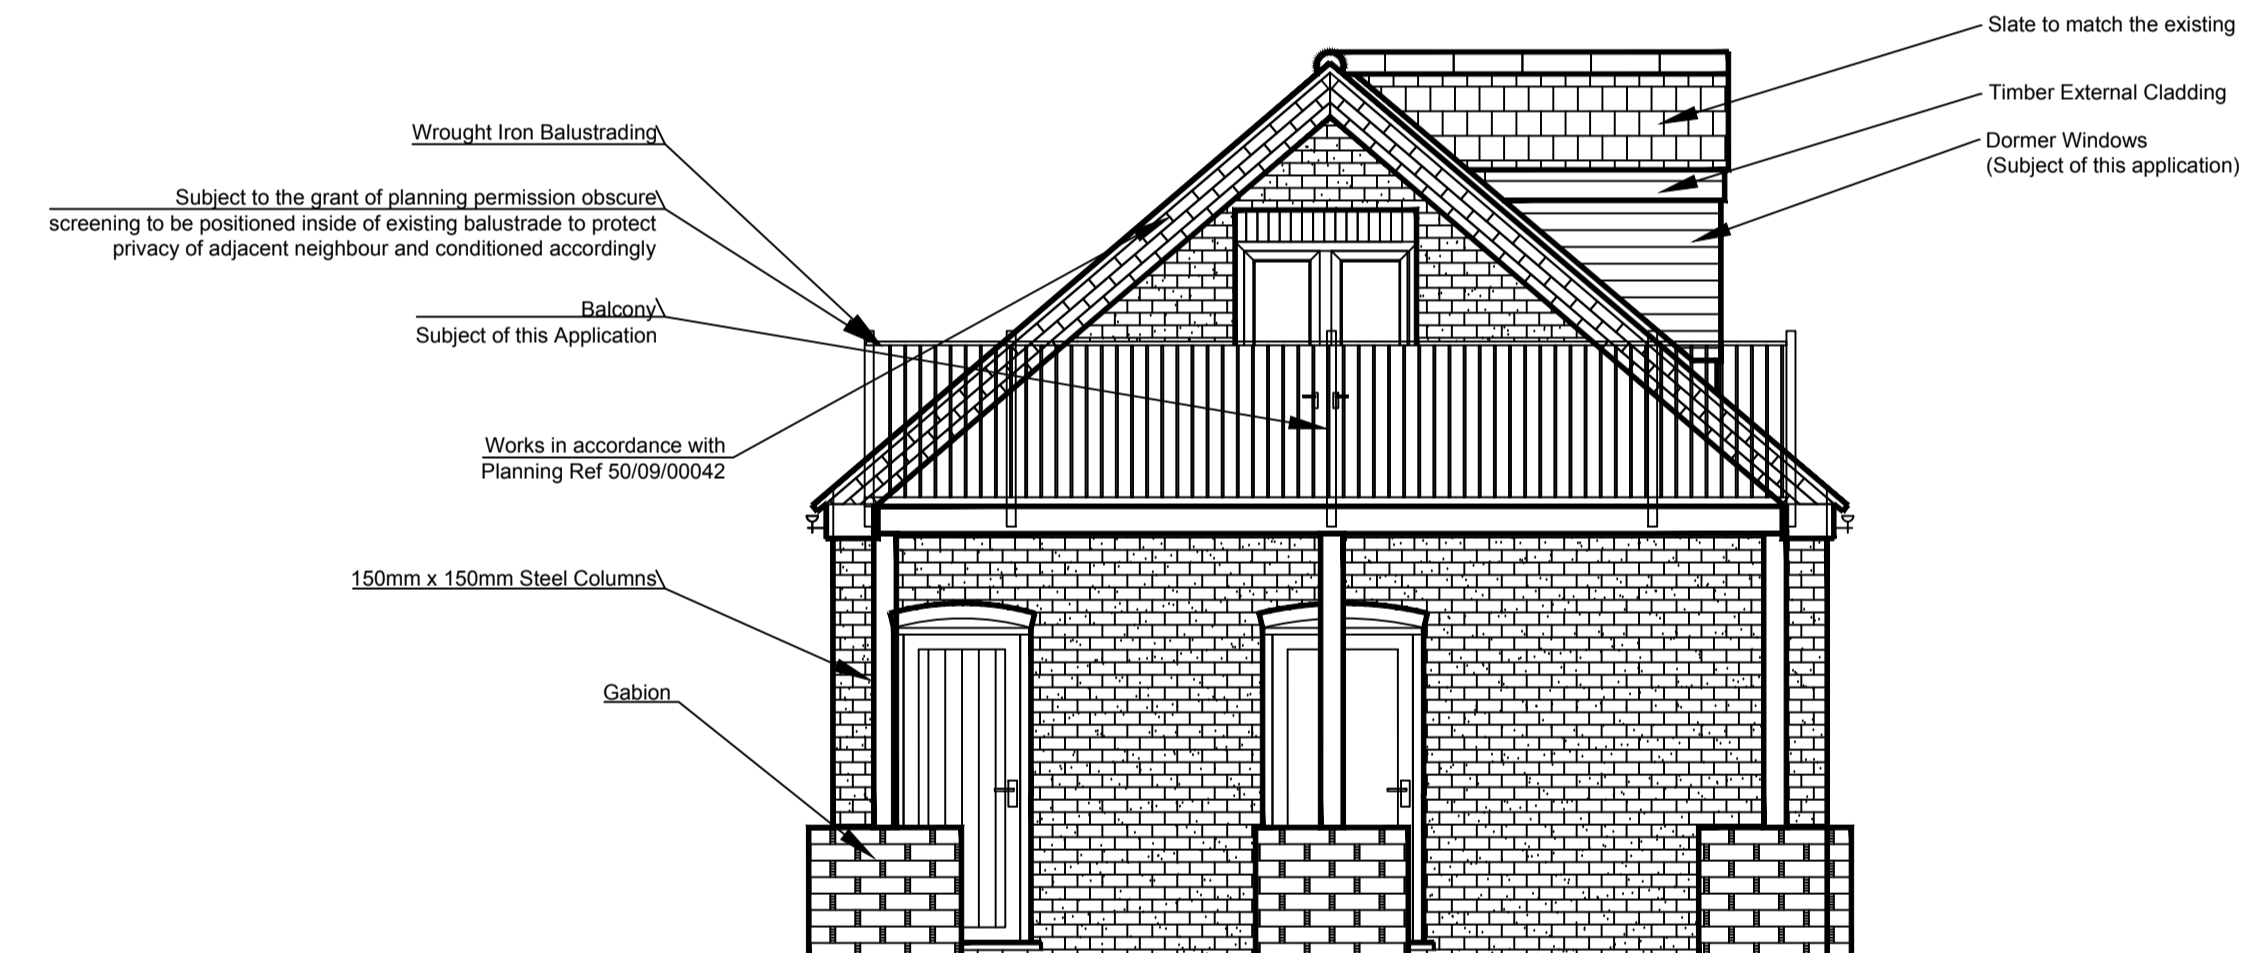 Slate to match the existing
Timber External Cladding
Dormer Windows
(Subject of this application)
Wrought Iron Balustrading
Subject to the grant of planning permission obscure
screening to be positioned inside of existing balustrade to protect
privacy of adjacent neighbour and conditioned accordingly
Balcony
Subject of this Application
Works in accordance with
Planning Ref 50/09/00042
150mm x 150mm Steel Columns
Gabion